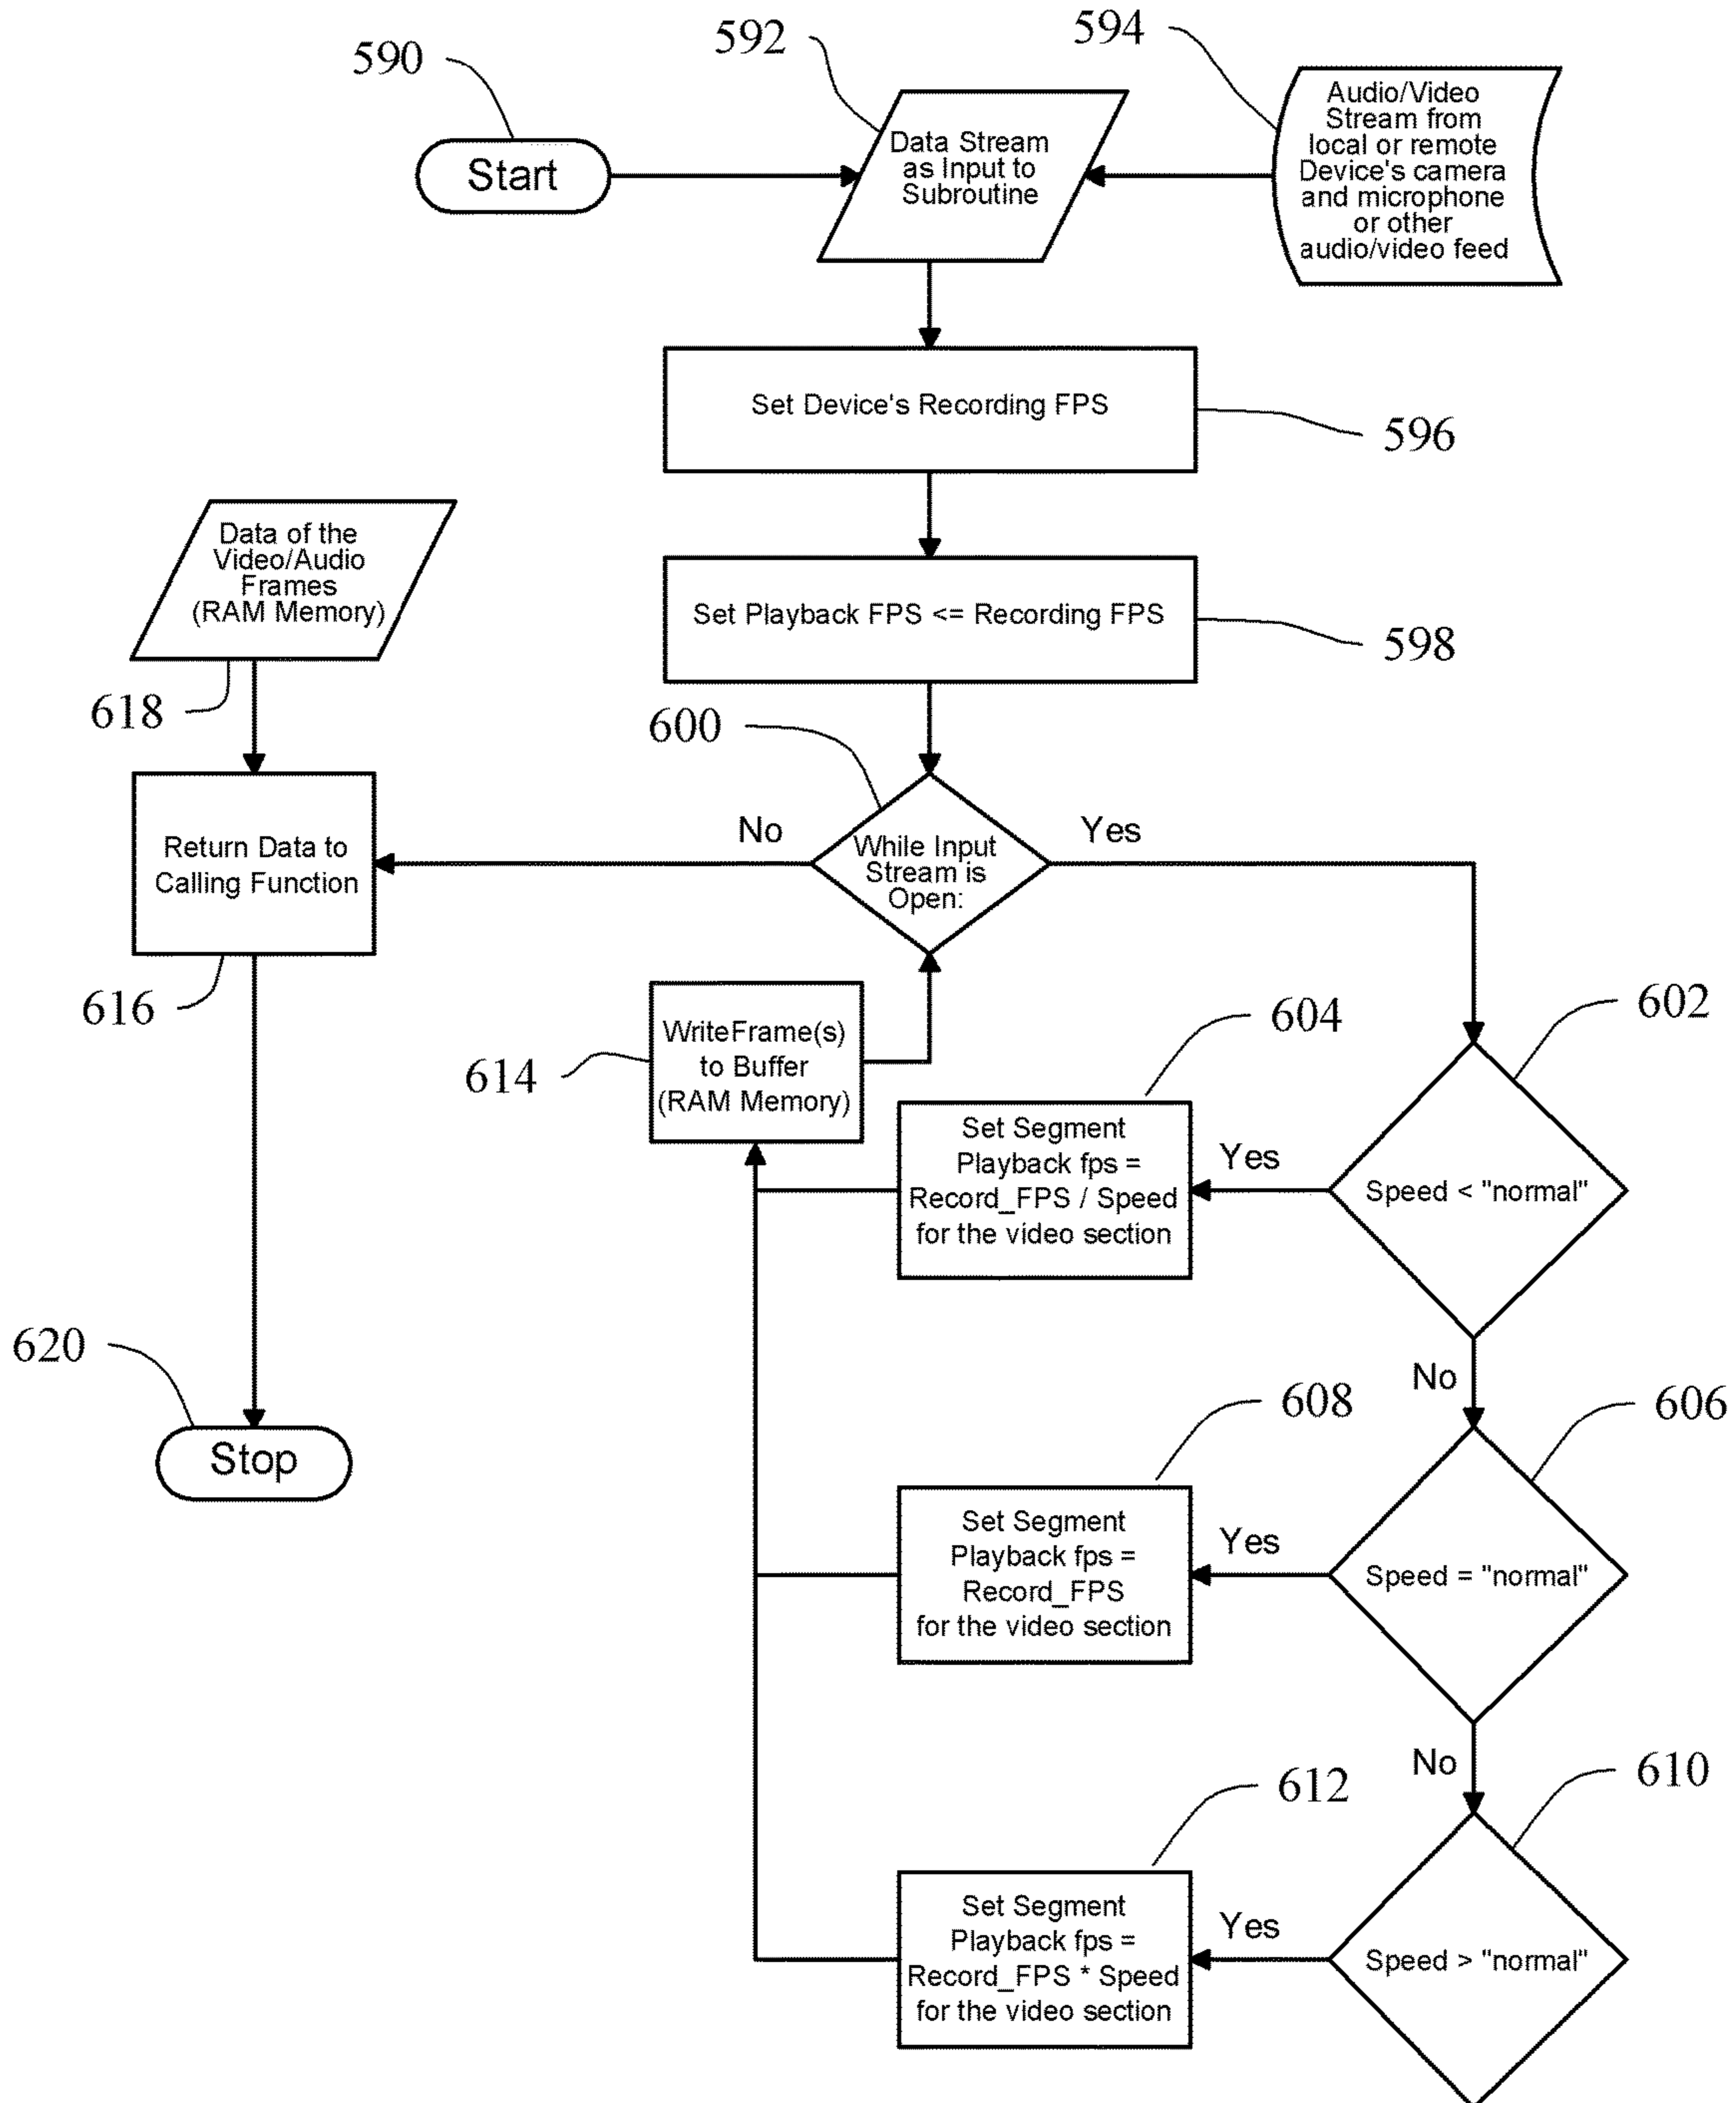 590
592
594
Start
Data Stream
as Input to
Subroutine
Audio/Video
Stream from
local or remote
Device's camera
and microphone
or other
audio/video feed
Set Device's Recording FPS
596
Set Playback FPS <= Recording FPS
598
Data of the
Video/Audio
Frames
(RAM Memory)
618
600
While Input
Stream is
Open:
No
Yes
Return Data to
Calling Function
616
WriteFrame(s)
to Buffer
(RAM Memory)
614
602
Speed < "normal"
604
Yes
Set Segment
Playback fps =
Record_FPS / Speed
for the video section
No
620
Stop
606
Speed = "normal"
608
Yes
Set Segment
Playback fps =
Record_FPS
for the video section
No
610
Speed > "normal"
612
Yes
Set Segment
Playback fps =
Record_FPS * Speed
for the video section